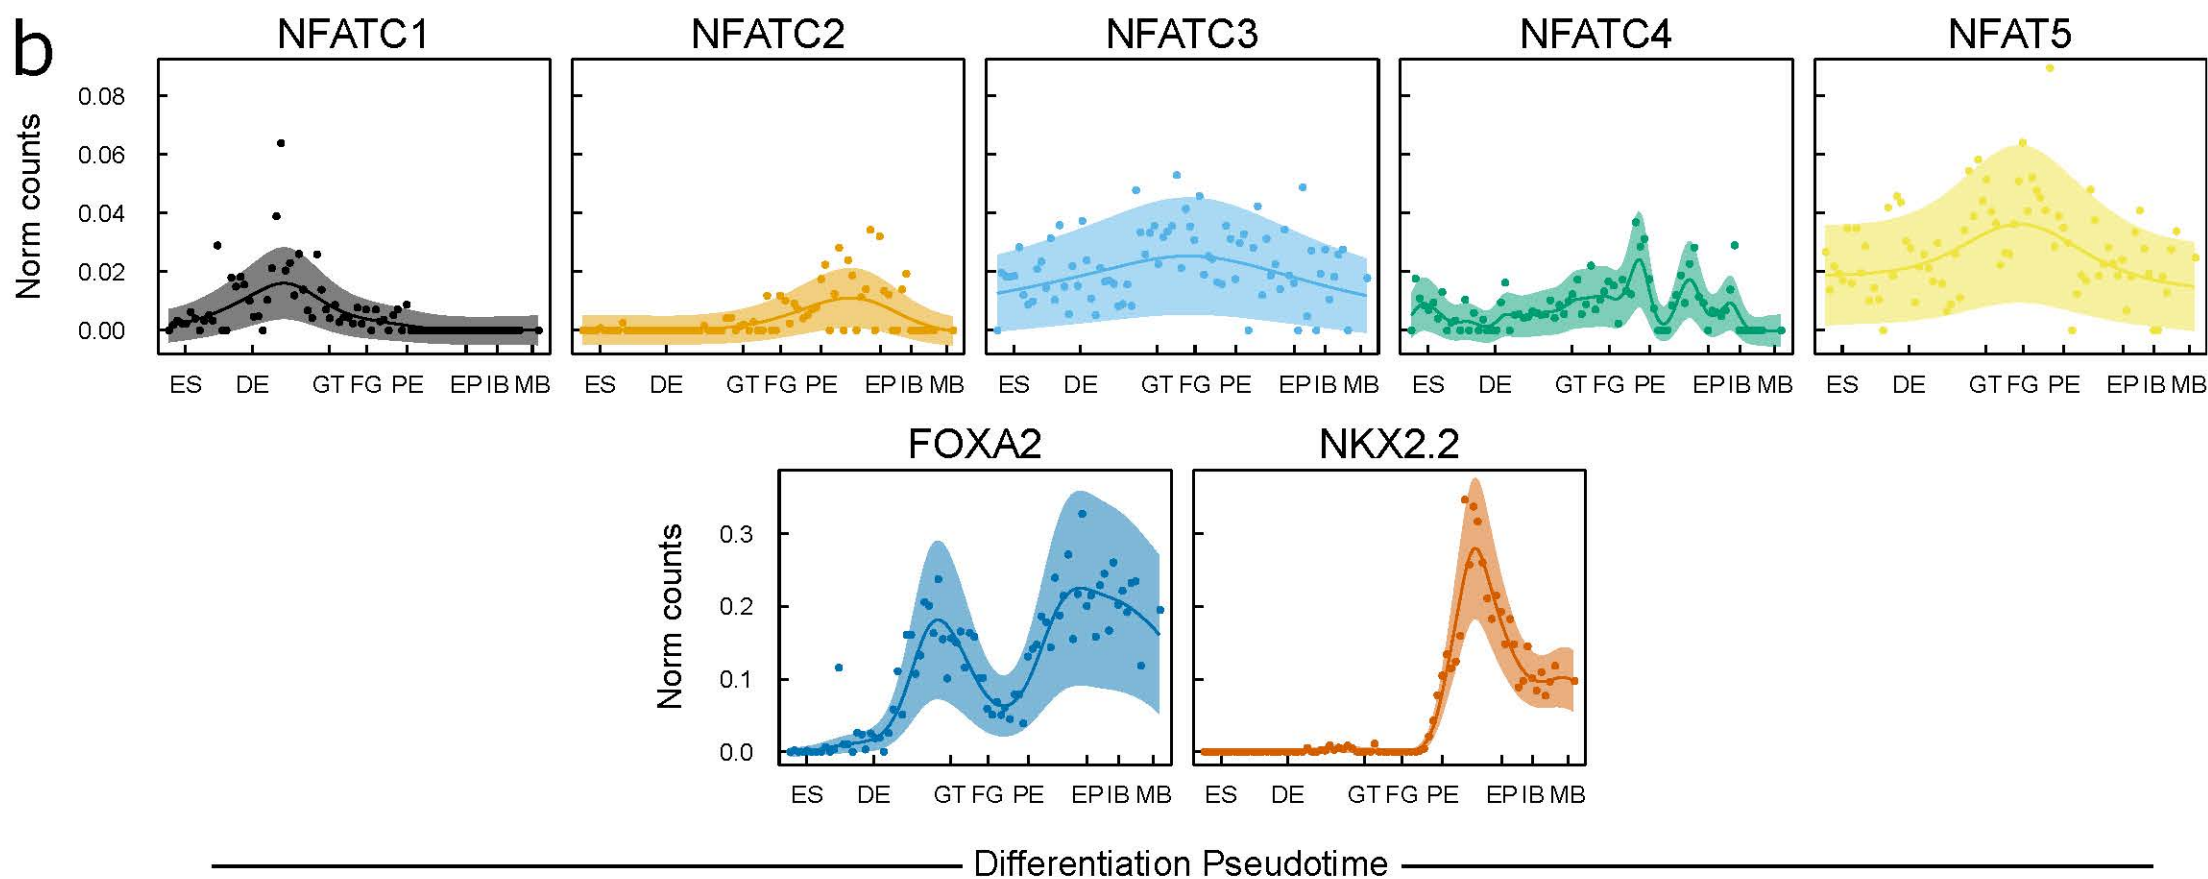 b
NFATC1 NFATC2 NFATC3 NFATC4 NFAT5
Norm counts
0.08
0.06
0.04
0.02
0.00
ES DE GT FG PE EP IB MB ES DE GT FG PE EP IB MB ES DE GT FG PE EP IB MB ES DE GT FG PE EP IB MB ES DE GT FG PE EP IB MB
FOXA2 NKX2.2
Norm counts
0.3
0.2
0.1
0.0
ES DE GT FG PE EP IB MB ES DE GT FG PE EP IB MB
Differentiation Pseudotime